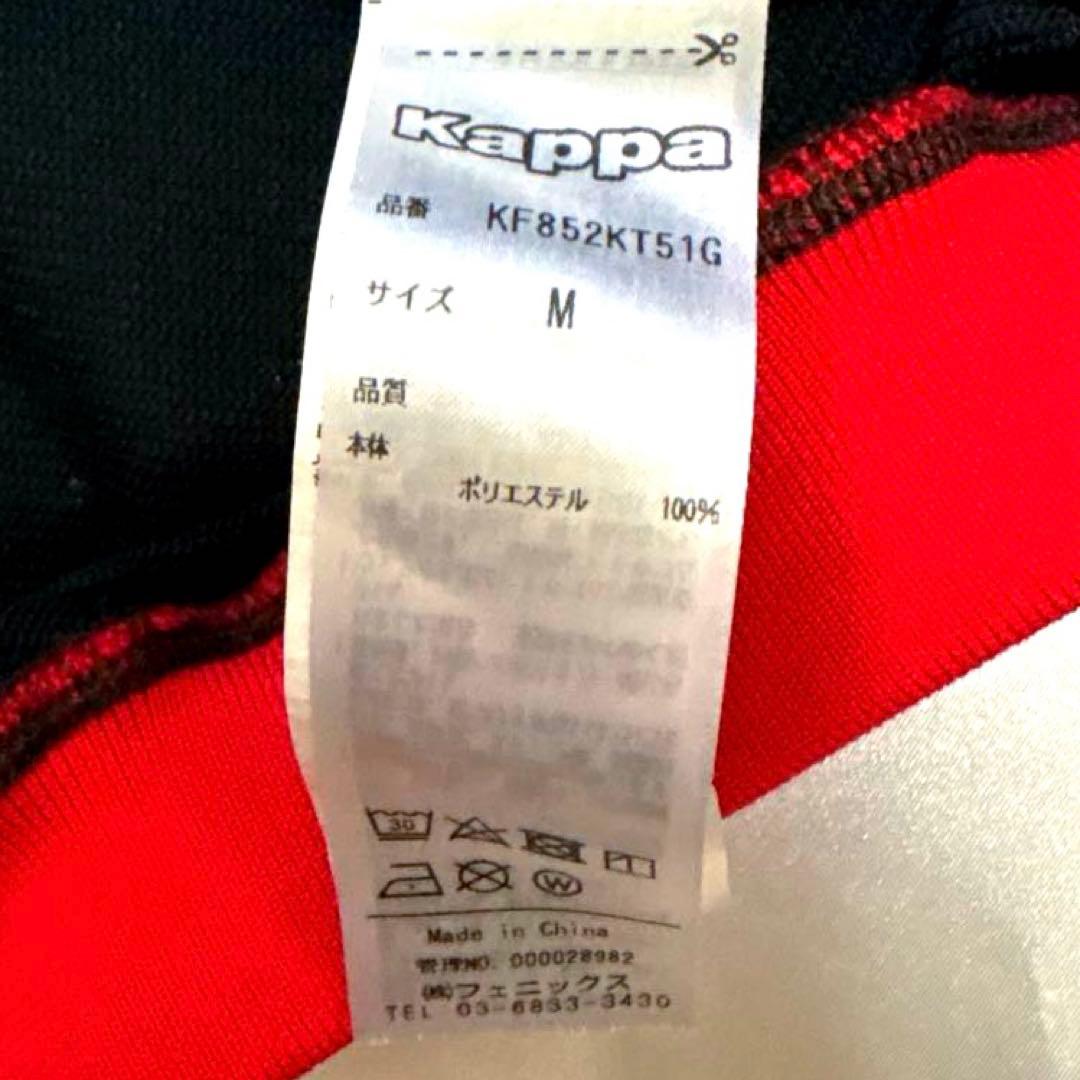 Kappa
品番 KF852KT51G
サイズ M
品質
本体
ポリエステル 100%
30
W
Made in China
管理NO. 000028982
(株)フェニックス
TEL 03-6833-3430